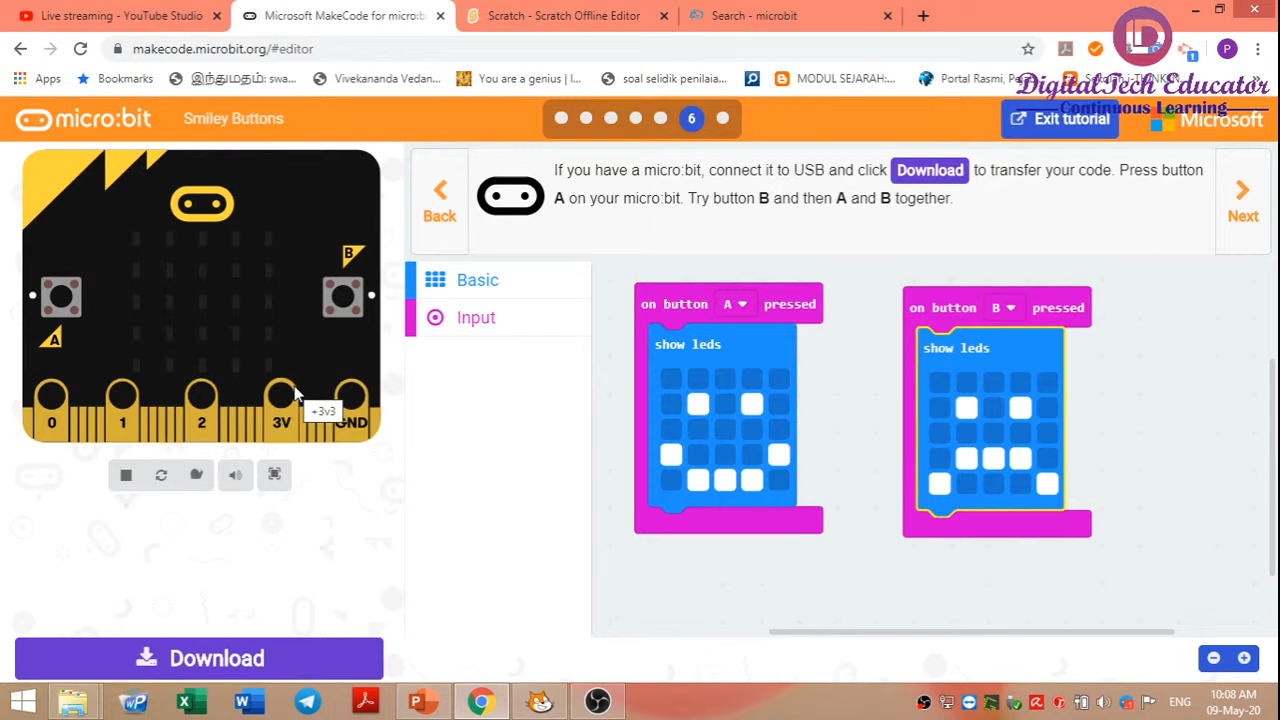 Live streaming - YouTube Studio
Microsoft MakeCode for micro:b
Scratch - Scratch Offline Editor
Search - microbit
makecode.microbit.org/#editor
P
1
Apps
Bookmarks
இந்துமதம்: swa...
Vivekananda Vedan...
You are a genius | I...
soal selidik penilaia...
MODUL SEJARAH:...
Portal Rasmi, Per
DigitalTech Educator
Continuous Learning
micro:bit
Smiley Buttons
6
Exit tutorial
Microsoft
Back
If you have a micro:bit, connect it to USB and click Download to transfer your code. Press button
A on your micro:bit. Try button B and then A and B together.
Next
B
A
0
1
2
3V
GND
+3v3
Basic
Input
on button A pressed
show leds
on button B pressed
show leds
Download
ENG
10:08 AM
09-May-20